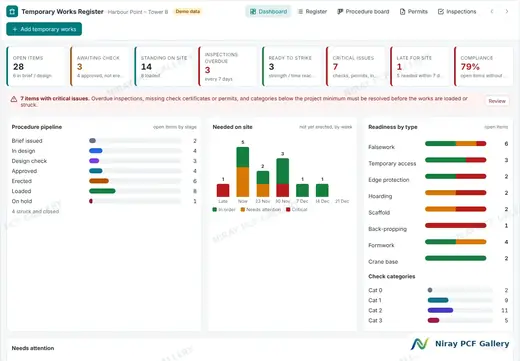 Temporary Works Register
Harbour Point – Tower B
Demo data
Dashboard
Register
Procedure board
Permits
Inspections
+ Add temporary works
OPEN ITEMS
28
6 in brief / design
AWAITING CHECK
3
4 approved, not ere...
STANDING ON SITE
14
8 loaded
INSPECTIONS OVERDUE
3
every 7 days
READY TO STRIKE
3
strength / time reac...
CRITICAL ISSUES
7
checks, permits, in...
LATE FOR SITE
1
5 needed within 7 d...
COMPLIANCE
79%
open items without ...
7 items with critical issues. Overdue inspections, missing check certificates or permits, and categories below the project minimum must be resolved before the works are loaded or
struck.
Review
Procedure pipeline
open items by stage
Brief issued 2
In design 4
Design check 3
Approved 4
Erected 6
Loaded 8
On hold 1
4 struck and closed
Needed on site
not yet erected, by week
1 5 2 3 1 1
Late Now 23 Nov 30 Nov 7 Dec 14 Dec 21 Dec
In order Needs attention Critical
Readiness by type
open items
Falsework 6
Temporary access 3
Edge protection 2
Hoarding 2
Scaffold 2
Back-propping 1
Formwork 4
Crane base 2
Check categories
Cat 0 2
Cat 1 9
Cat 2 11
Cat 3 5
Needs attention
Niray PCF Gallery